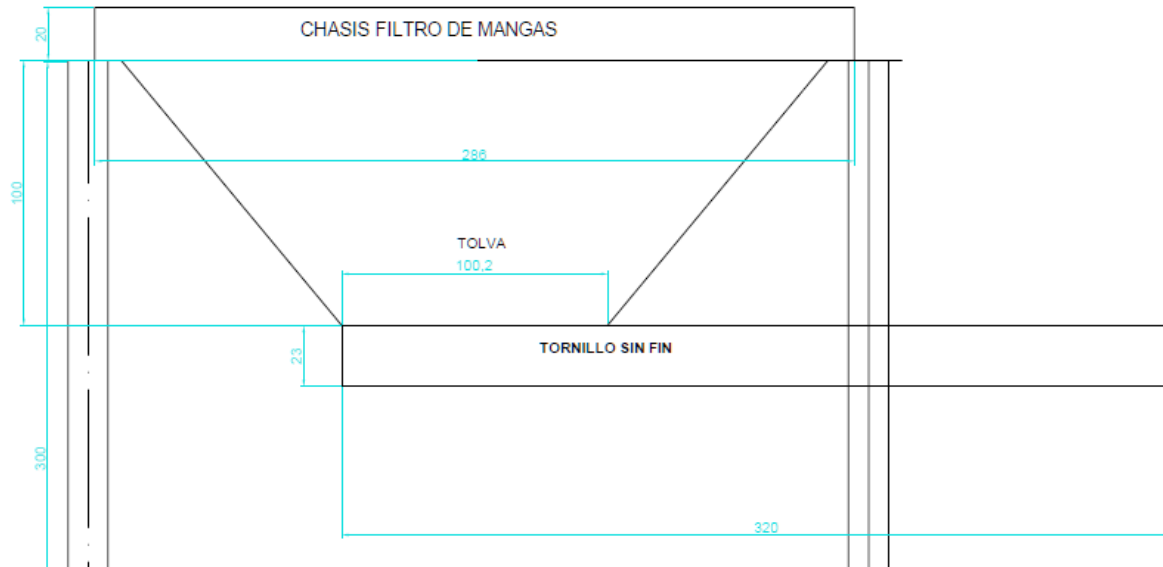 20
CHASIS FILTRO DE MANGAS
286
100
TOLVA
100,2
TORNILLO SIN FIN
23
300
320